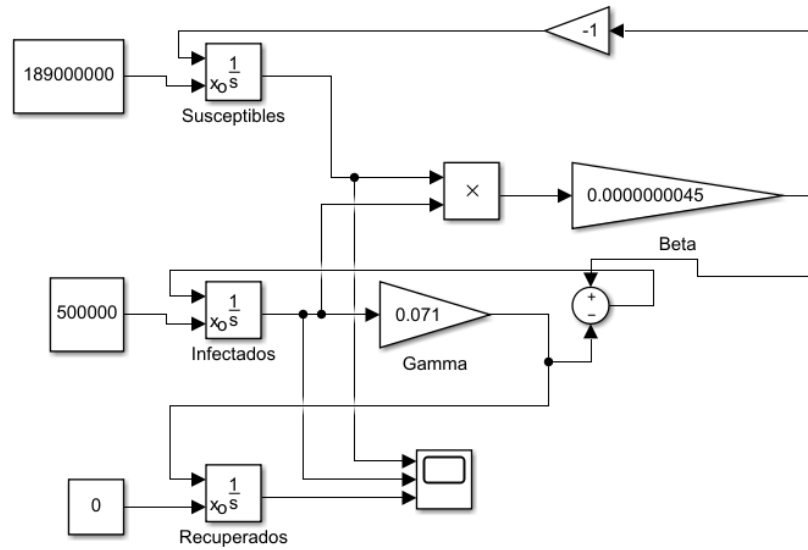 -1
189000000
x₀ 1/s
Susceptibles
×
0.0000000045
Beta
500000
x₀ 1/s
Infectados
0.071
Gamma
+
−
0
x₀ 1/s
Recuperados